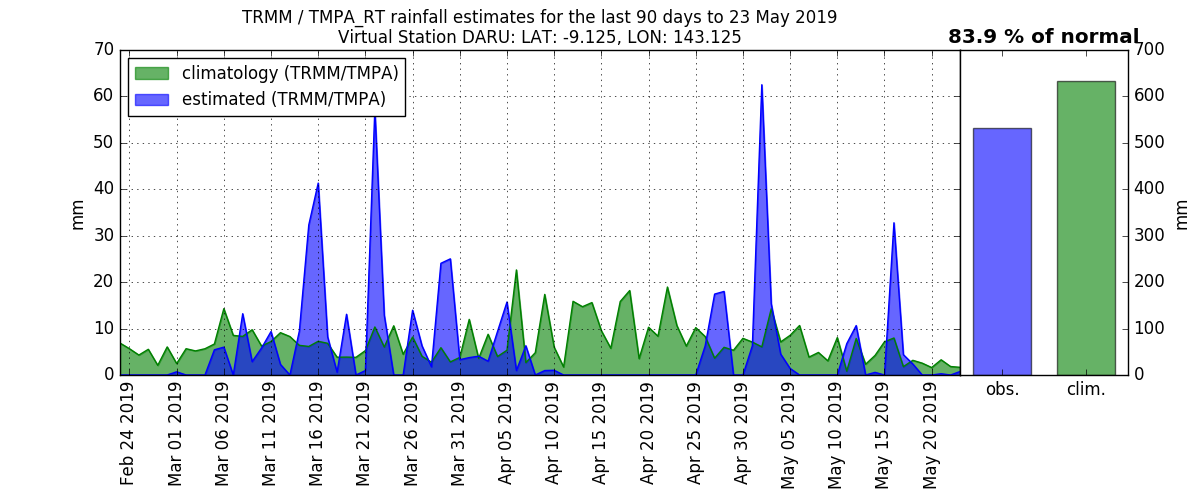 TRMM / TMPA_RT rainfall estimates for the last 90 days to 23 May 2019
Virtual Station DARU: LAT: -9.125, LON: 143.125
83.9 % of normal
climatology (TRMM/TMPA)
estimated (TRMM/TMPA)
mm
70
60
50
40
30
20
10
0
Feb 24 2019
Mar 01 2019
Mar 06 2019
Mar 11 2019
Mar 16 2019
Mar 21 2019
Mar 26 2019
Mar 31 2019
Apr 05 2019
Apr 10 2019
Apr 15 2019
Apr 20 2019
Apr 25 2019
Apr 30 2019
May 05 2019
May 10 2019
May 15 2019
May 20 2019
obs.
clim.
700
600
500
400
300
200
100
0
mm